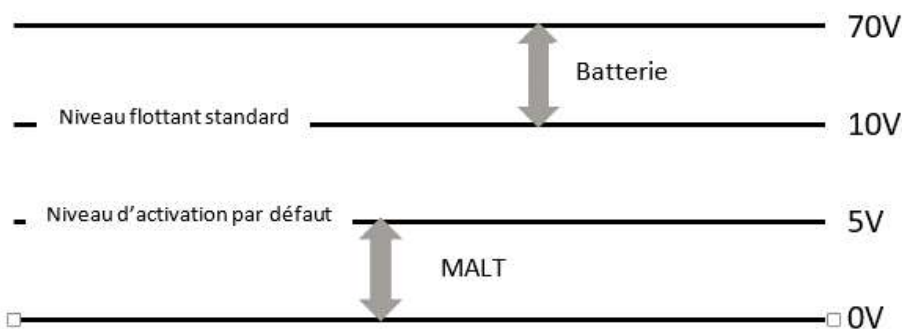 70V
Batterie
Niveau flottant standard
10V
Niveau d’activation par défaut
5V
MALT
0V